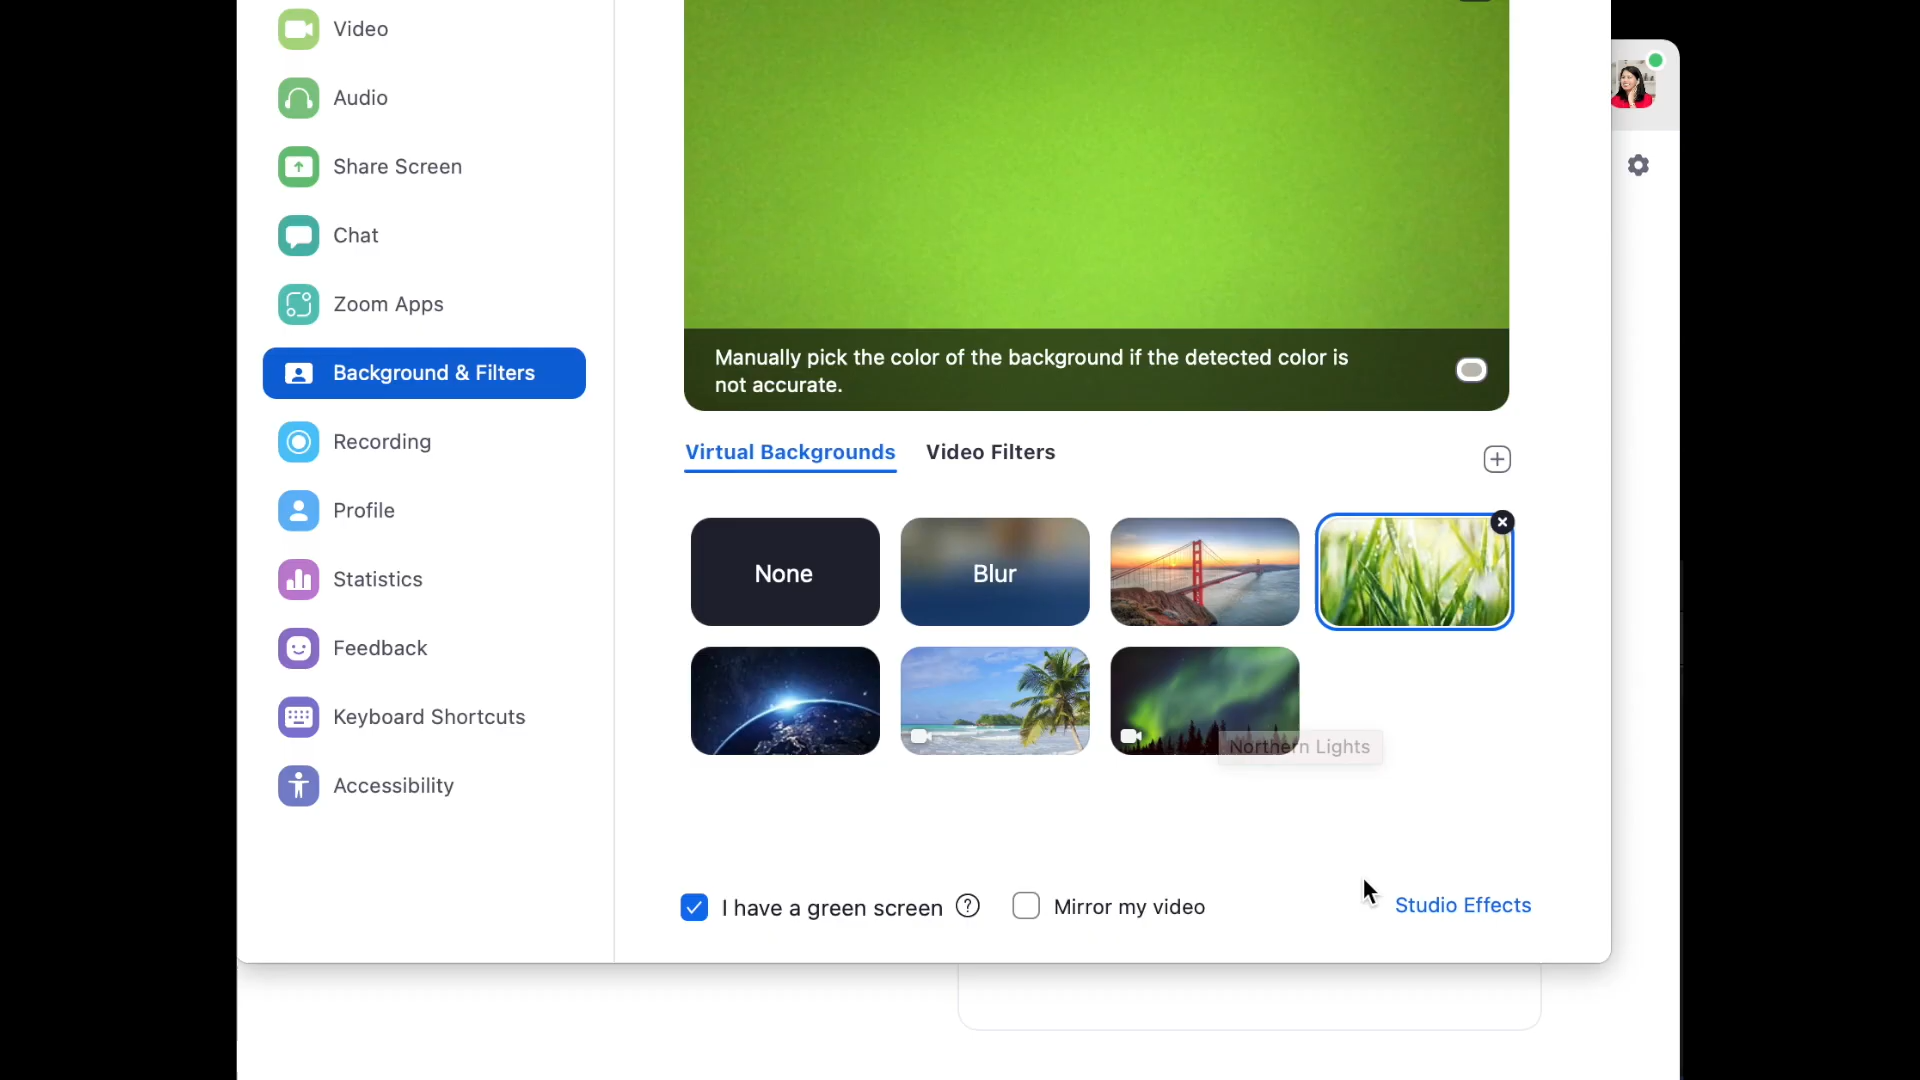 Video
Audio
Share Screen
Chat
Zoom Apps
Background & Filters
Recording
Profile
Statistics
Feedback
Keyboard Shortcuts
Accessibility
Manually pick the color of the background if the detected color is
not accurate.
Virtual Backgrounds
Video Filters
None
Blur
Northern Lights
I have a green screen
?
Mirror my video
Studio Effects